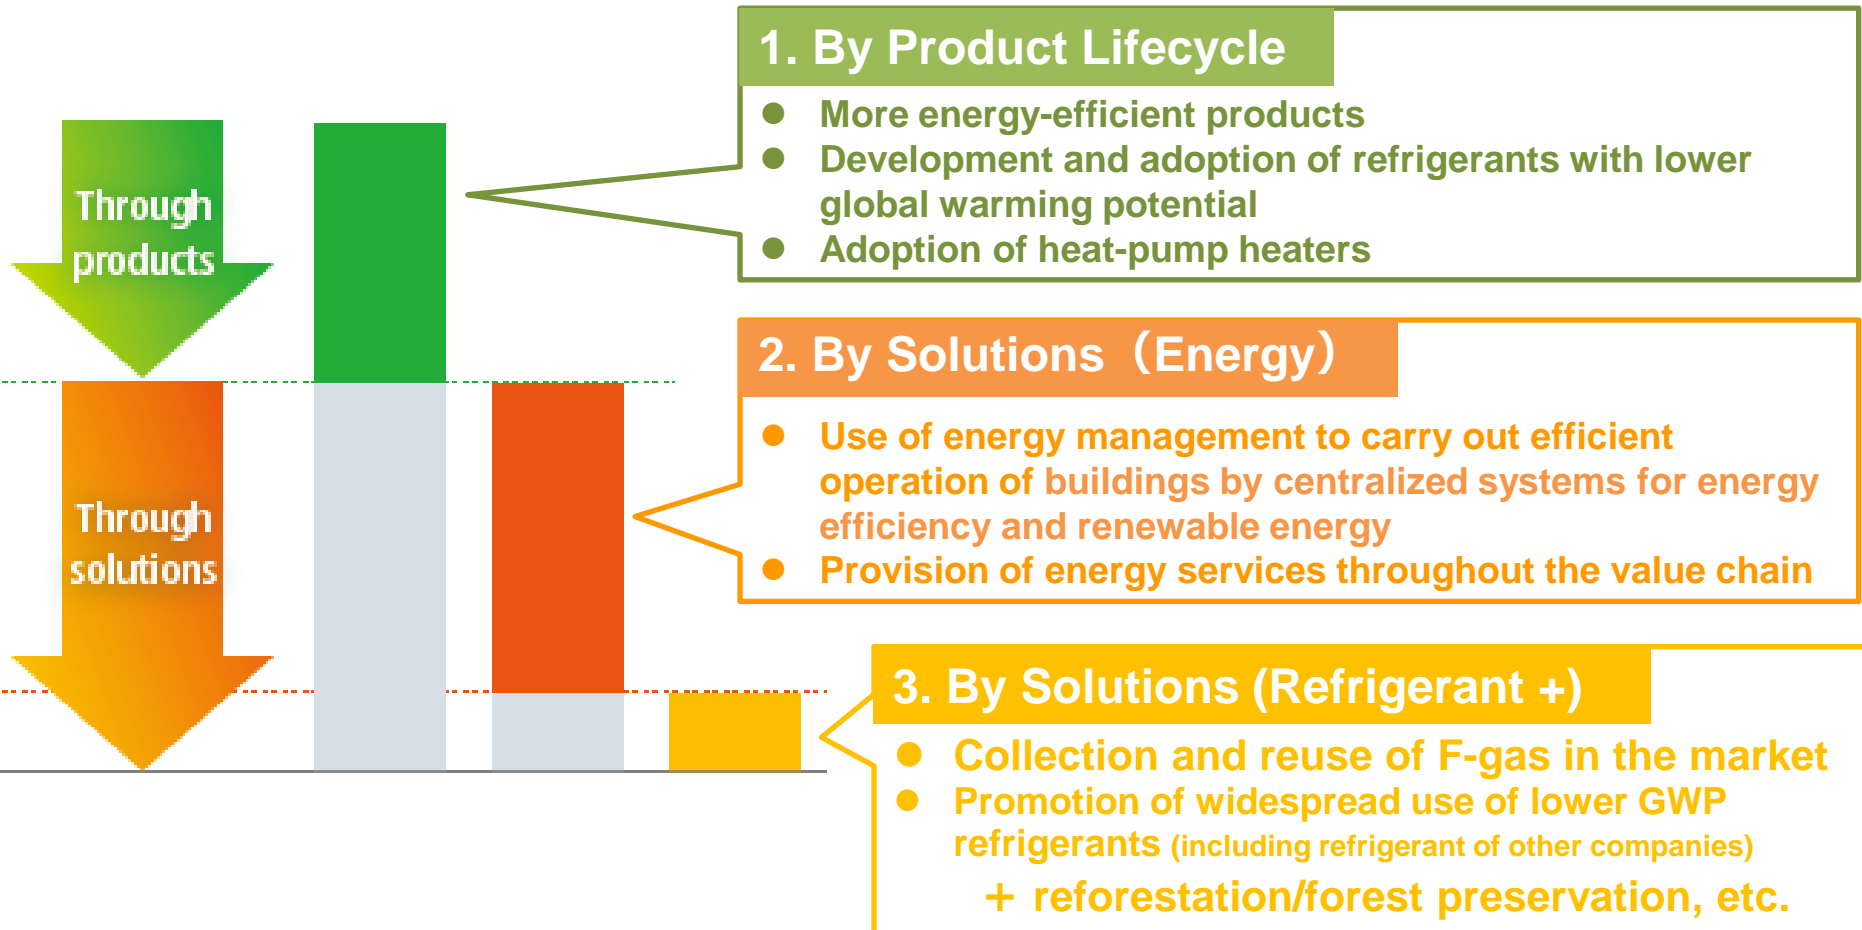 Through
products
Through
solutions
1. By Product Lifecycle
● More energy-efficient products
● Development and adoption of refrigerants with lower
global warming potential
● Adoption of heat-pump heaters
2. By Solutions（Energy）
● Use of energy management to carry out efficient
operation of buildings by centralized systems for energy
efficiency and renewable energy
● Provision of energy services throughout the value chain
3. By Solutions (Refrigerant +)
● Collection and reuse of F-gas in the market
● Promotion of widespread use of lower GWP
refrigerants (including refrigerant of other companies)
＋ reforestation/forest preservation, etc.